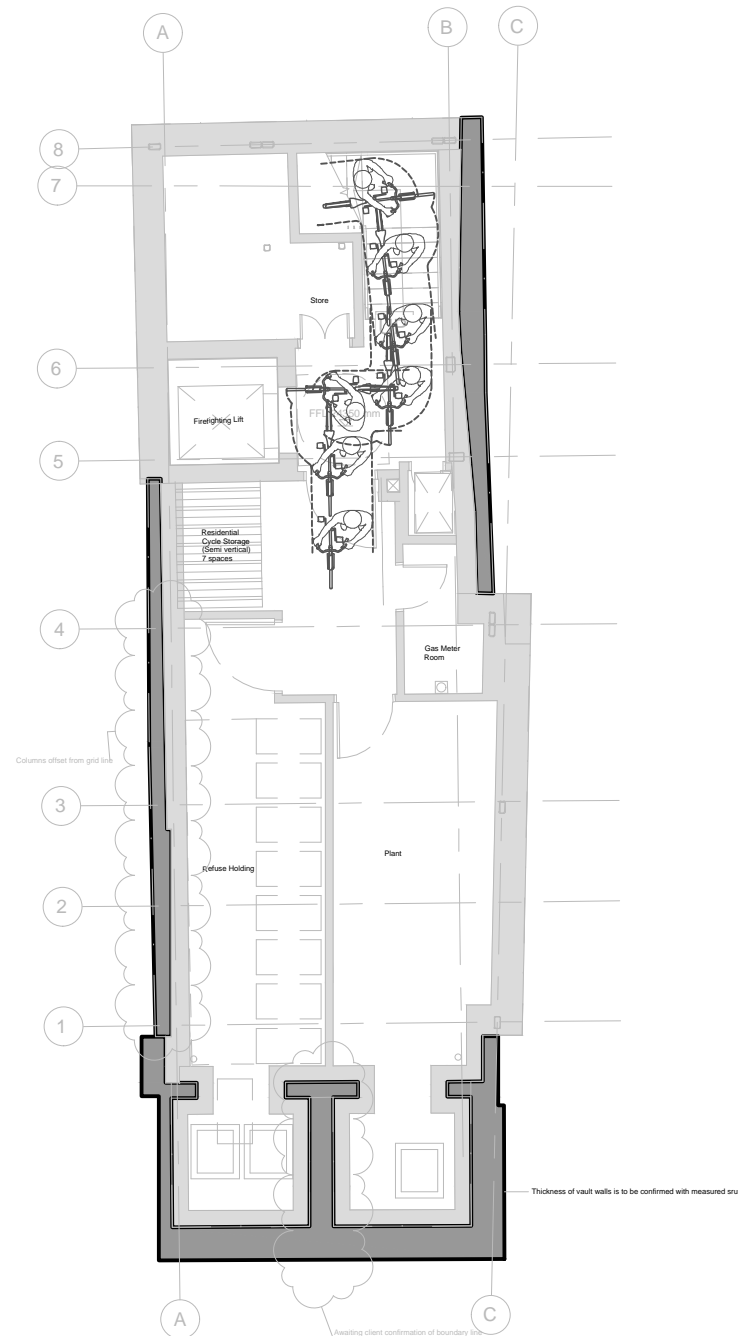 A
B
C
8
7
Store
6
Firefighting Lift
5
Residential
Cycle Storage
(Semi vertical)
7 spaces
4
Gas Meter
Room
Columns offset from grid line
3
Plant
Refuse Holding
2
1
Thickness of vault walls is to be confirmed with measured sru
A
C
Awaiting client confirmation of boundary line